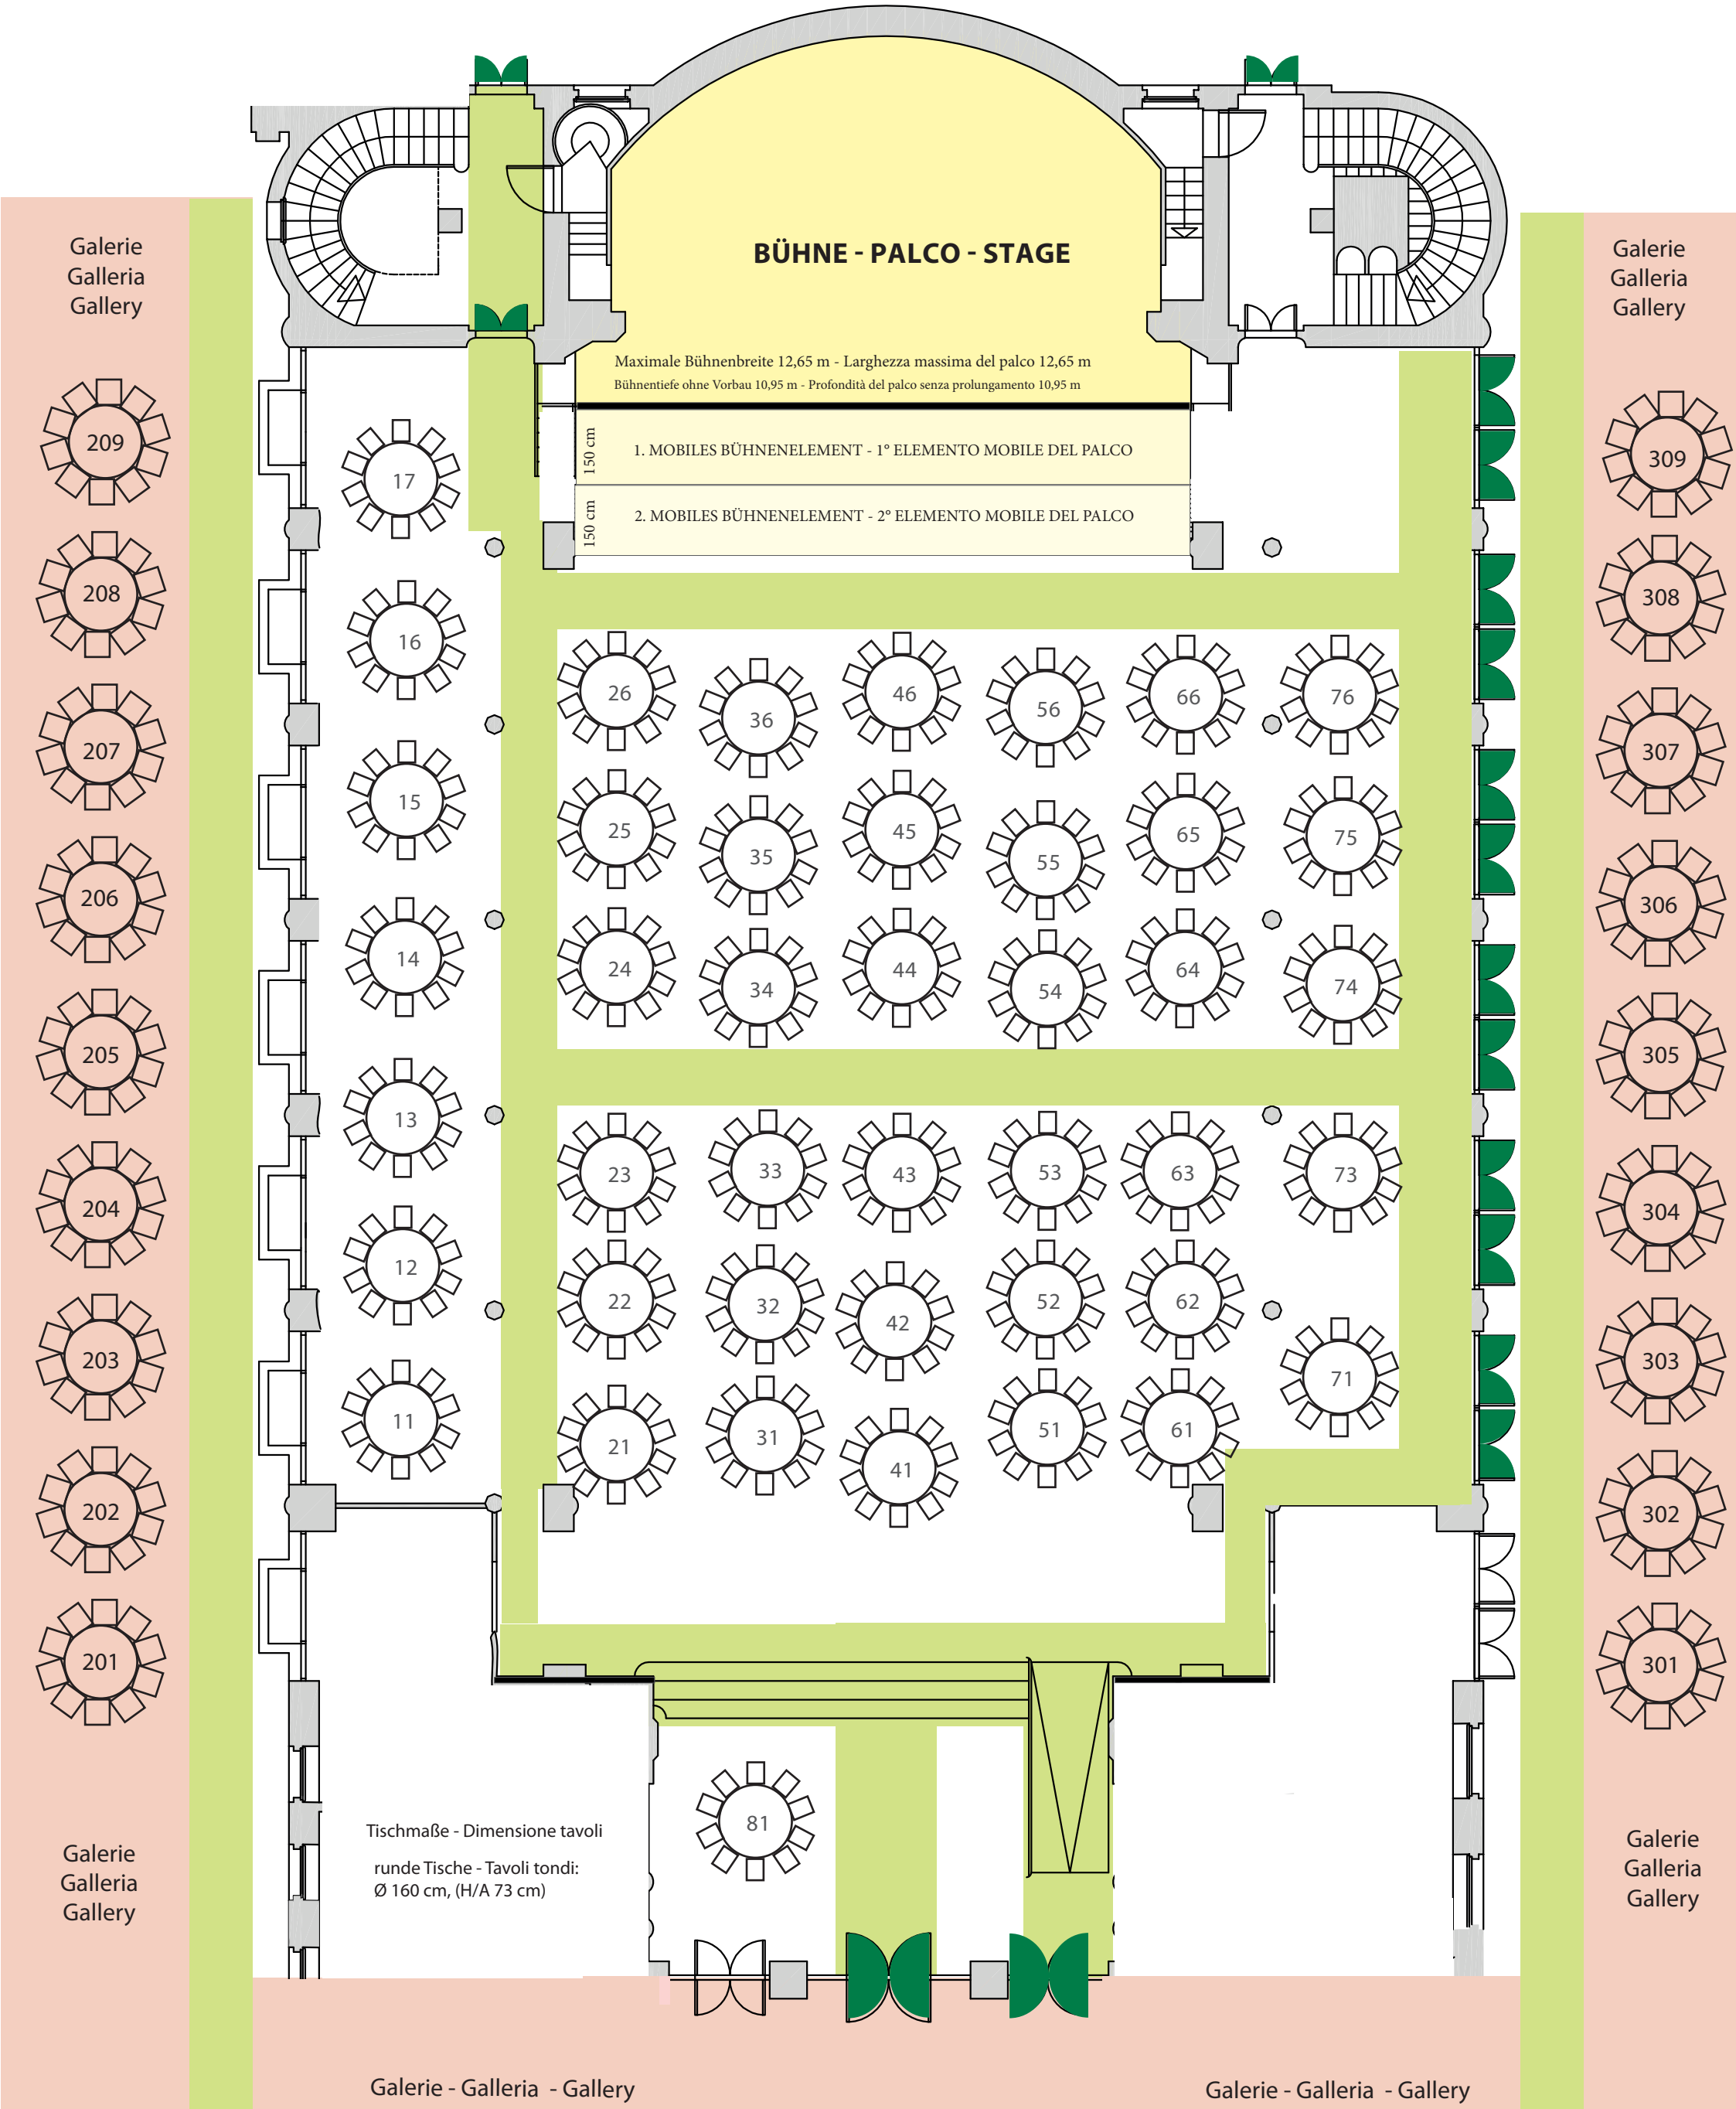 BÜHNE - PALCO - STAGE
Galerie
Galleria
Gallery
Galerie
Galleria
Gallery
Maximale Bühnenbreite 12,65 m - Larghezza massima del palco 12,65 m
Bühnentiefe ohne Vorbau 10,95 m - Profondità del palco senza prolungamento 10,95 m
150 cm
1. MOBILES BÜHNENELEMENT - 1° ELEMENTO MOBILE DEL PALCO
150 cm
2. MOBILES BÜHNENELEMENT - 2° ELEMENTO MOBILE DEL PALCO
209
208
207
206
205
204
203
202
201
17
16
15
14
13
12
11
26 36 46 56 66 76
25 35 45 55 65 75
24 34 44 54 64 74
23 33 43 53 63 73
22 32 42 52 62
21 31 41 51 61 71
81
309
308
307
306
305
304
303
302
301
Tischmaße - Dimensione tavoli
runde Tische - Tavoli tondi:
Ø 160 cm, (H/A 73 cm)
Galerie
Galleria
Gallery
Galerie
Galleria
Gallery
Galerie - Galleria - Gallery
Galerie - Galleria - Gallery